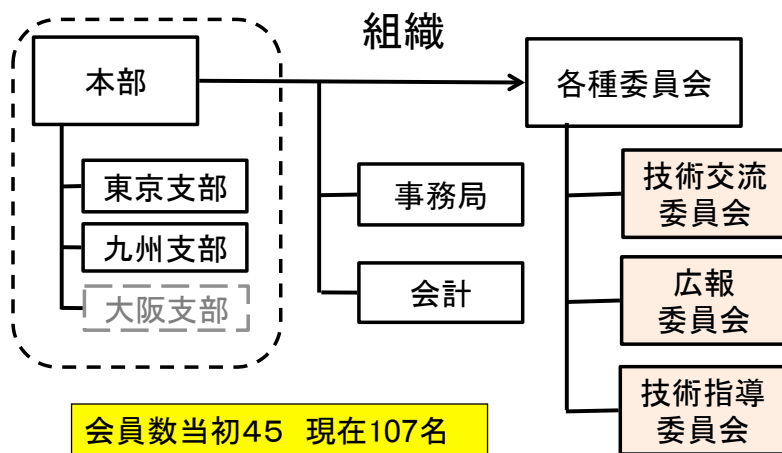 組織
本部
各種委員会
東京支部
九州支部
大阪支部
事務局
会計
技術交流
委員会
広報
委員会
技術指導
委員会
会員数当初４５ 現在107名